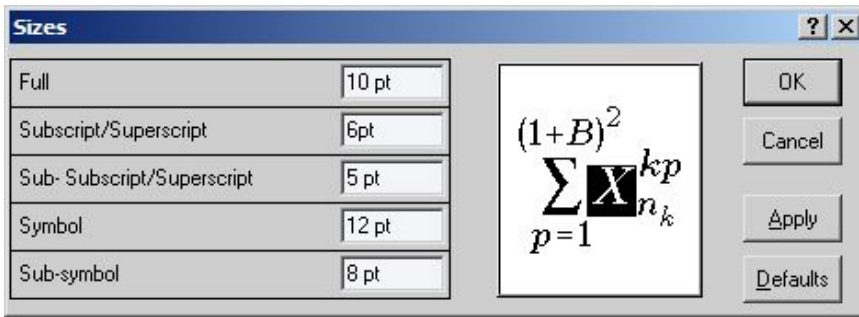 Sizes
Full 10 pt
Subscript/Superscript 6pt
Sub- Subscript/Superscript 5 pt
Symbol 12 pt
Sub-symbol 8 pt
(1+B)²
∑ X kp
n k
p=1
OK
Cancel
Apply
Defaults